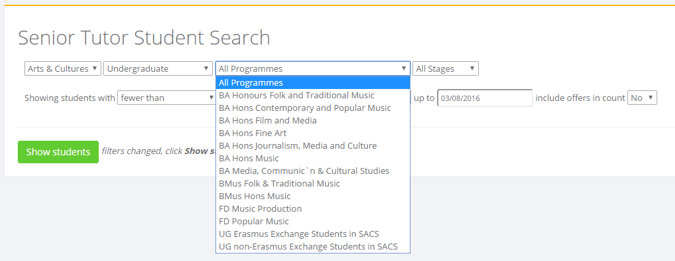 Senior Tutor Student Search
Arts & Cultures Undergraduate All Programmes All Stages
All Programmes
Showing students with fewer than up to 03/08/2016 include offers in count No
BA Honours Folk and Traditional Music
BA Hons Contemporary and Popular Music
BA Hons Film and Media
BA Hons Fine Art
BA Hons Journalism, Media and Culture
BA Hons Music
BA Media, Communic`n & Cultural Studies
BMus Folk & Traditional Music
BMus Hons Music
FD Music Production
FD Popular Music
UG Erasmus Exchange Students in SACS
UG non-Erasmus Exchange Students in SACS
Show students filters changed, click Show